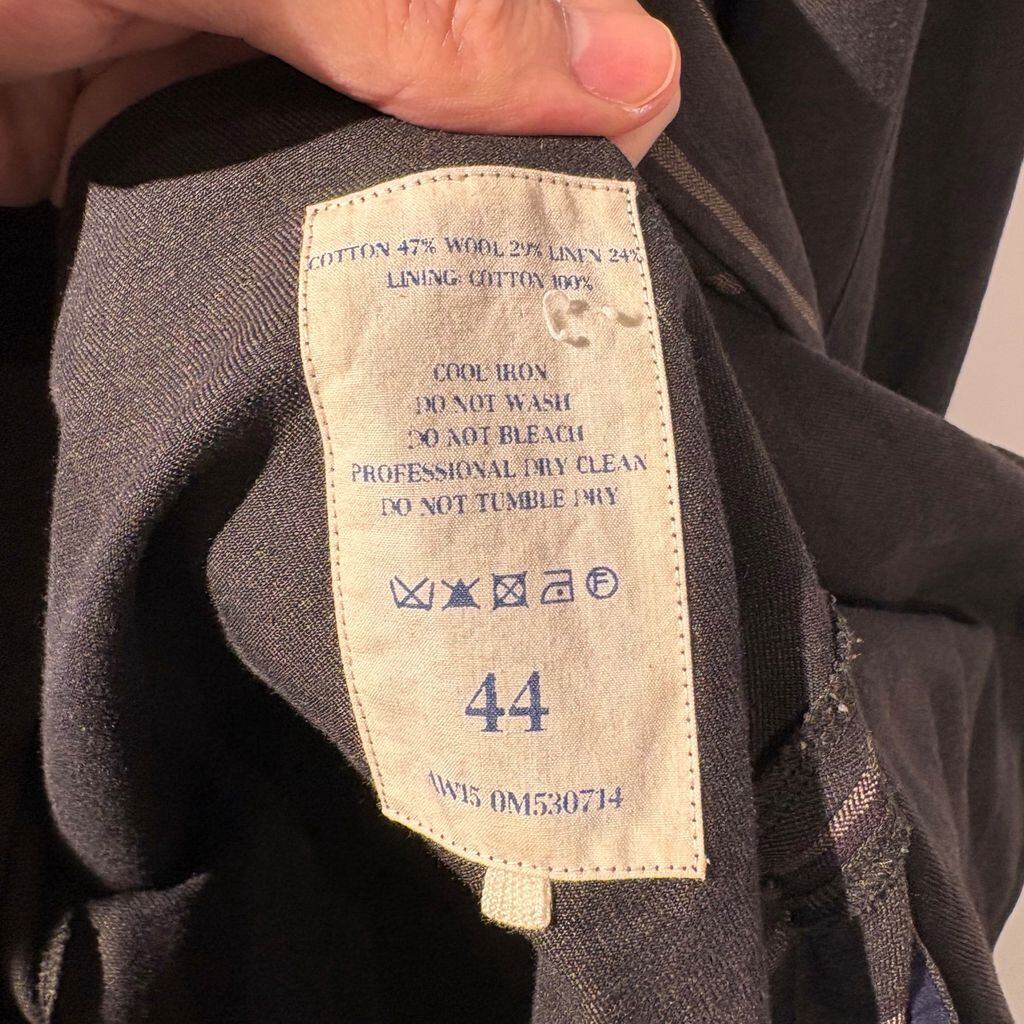 COTTON 47% WOOL 29% LINEN 24%
LINING: COTTON 100%
COOL IRON
DO NOT WASH
DO NOT BLEACH
PROFESSIONAL DRY CLEAN
DO NOT TUMBLE DRY
F
44
AW15 0M530714